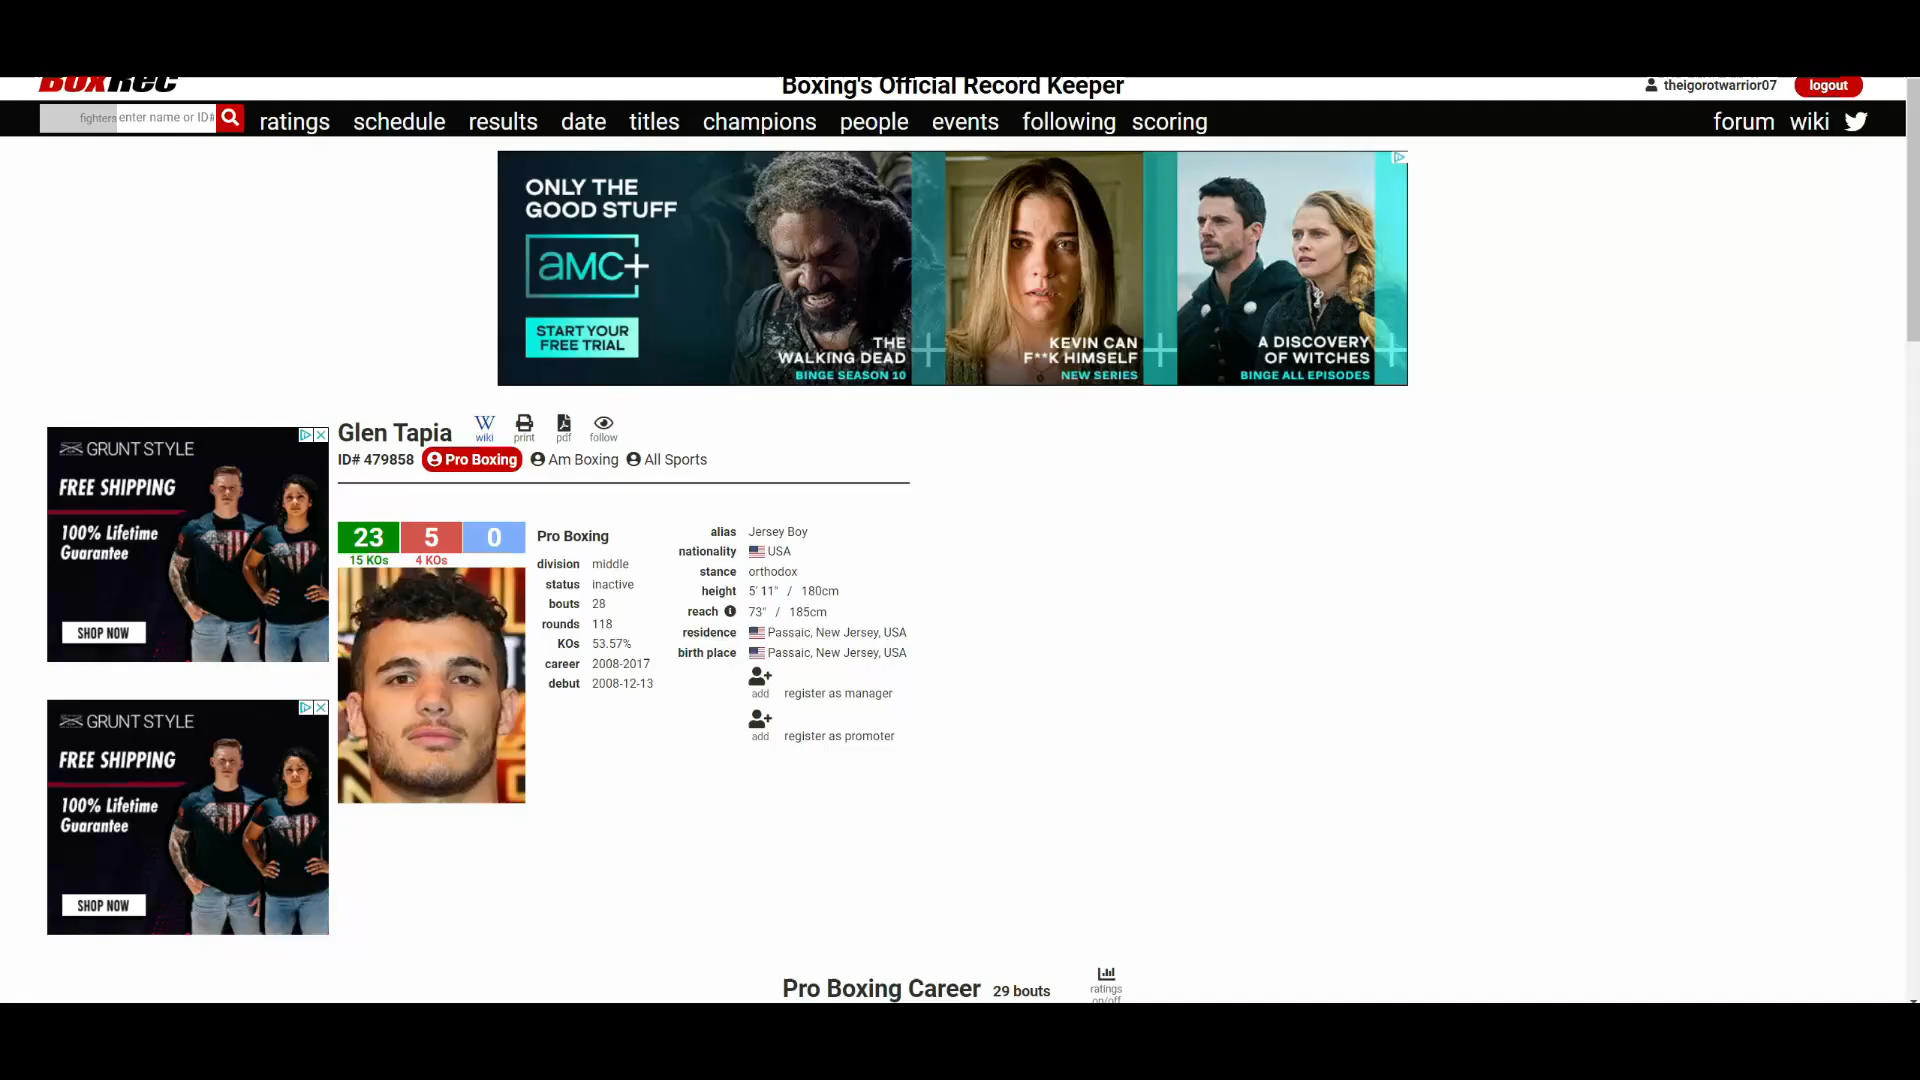 BoxRec
Boxing's Official Record Keeper
theigorotwarrior07
logout
fighters
enter name or ID#
ratings
schedule
results
date
titles
champions
people
events
following
scoring
forum
wiki
ONLY THE
GOOD STUFF
aMC+
START YOUR
FREE TRIAL
THE
WALKING DEAD
BINGE SEASON 10
KEVIN CAN
F**K HIMSELF
NEW SERIES
A DISCOVERY
OF WITCHES
BINGE ALL EPISODES
GRUNT STYLE
FREE SHIPPING
100% Lifetime
Guarantee
SHOP NOW
GRUNT STYLE
FREE SHIPPING
100% Lifetime
Guarantee
SHOP NOW
Glen Tapia
W
wiki
print
pdf
follow
ID# 479858
Pro Boxing
Am Boxing
All Sports
23
5
0
15 KOs
4 KOs
Pro Boxing
division middle
status inactive
bouts 28
rounds 118
KOs 53.57%
career 2008-2017
debut 2008-12-13
alias Jersey Boy
nationality USA
stance orthodox
height 5' 11" / 180cm
reach 73" / 185cm
residence Passaic, New Jersey, USA
birth place Passaic, New Jersey, USA
add register as manager
add register as promoter
Pro Boxing Career 29 bouts
ratings
on/off